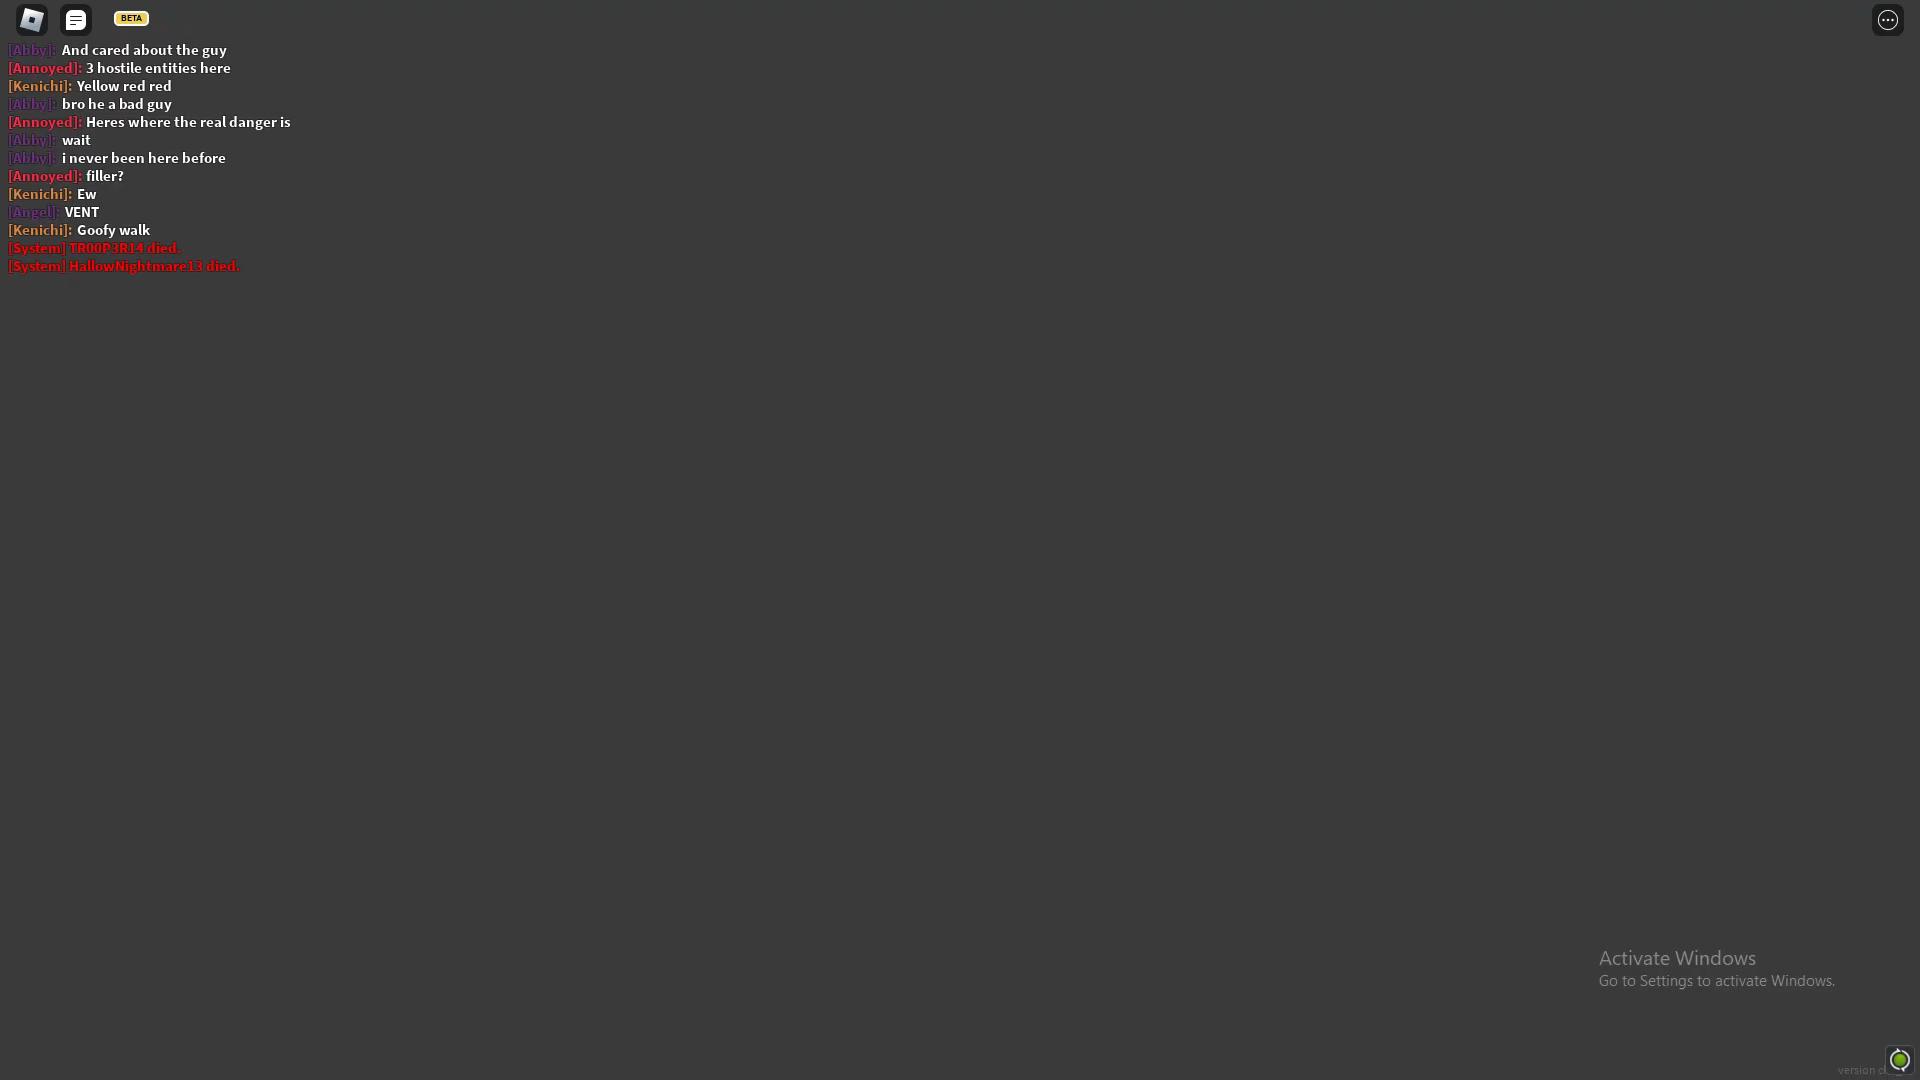 BETA
[Abby]: And cared about the guy
[Annoyed]: 3 hostile entities here
[Kenichi]: Yellow red red
[Abby]: bro he a bad guy
[Annoyed]: Heres where the real danger is
[Abby]: wait
[Abby]: i never been here before
[Annoyed]: filler?
[Kenichi]: Ew
[Angel]: VENT
[Kenichi]: Goofy walk
[System] TR00P3R14 died.
[System] HallowNightmare13 died.
Activate Windows
Go to Settings to activate Windows.
version